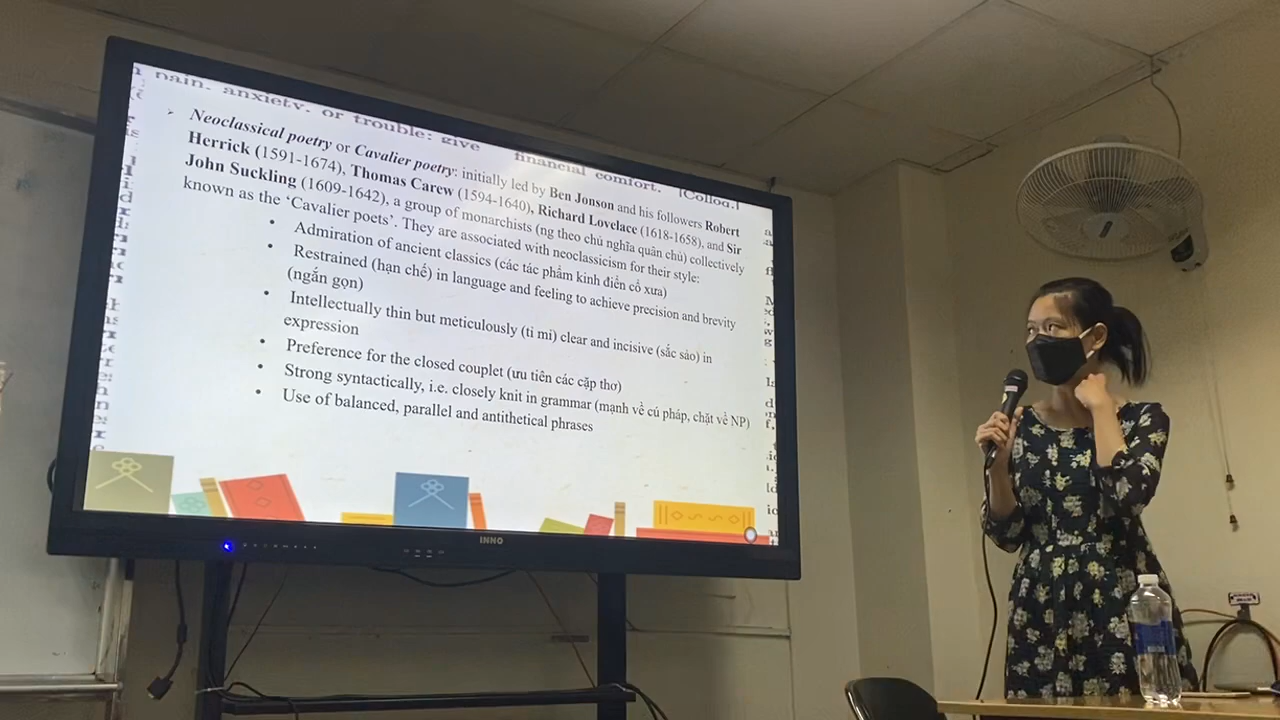 pain. anxiety. or trouble: give financial comfort. [Colloq.]
Neoclassical poetry or Cavalier poetry: initially led by Ben Jonson and his followers Robert
Herrick (1591-1674), Thomas Carew (1594-1640), Richard Lovelace (1618-1658), and Sir
John Suckling (1609-1642), a group of monarchists (ng theo chủ nghĩa quân chủ) collectively
known as the ‘Cavalier poets’. They are associated with neoclassicism for their style:
• Admiration of ancient classics (các tác phẩm kinh điển cổ xưa)
• Restrained (hạn chế) in language and feeling to achieve precision and brevity
(ngắn gọn)
• Intellectually thin but meticulously (tỉ mỉ) clear and incisive (sắc sảo) in
expression
• Preference for the closed couplet (ưu tiên các cặp thơ)
• Strong syntactically, i.e. closely knit in grammar (mạnh về cú pháp, chặt về NP)
• Use of balanced, parallel and antithetical phrases
INNO